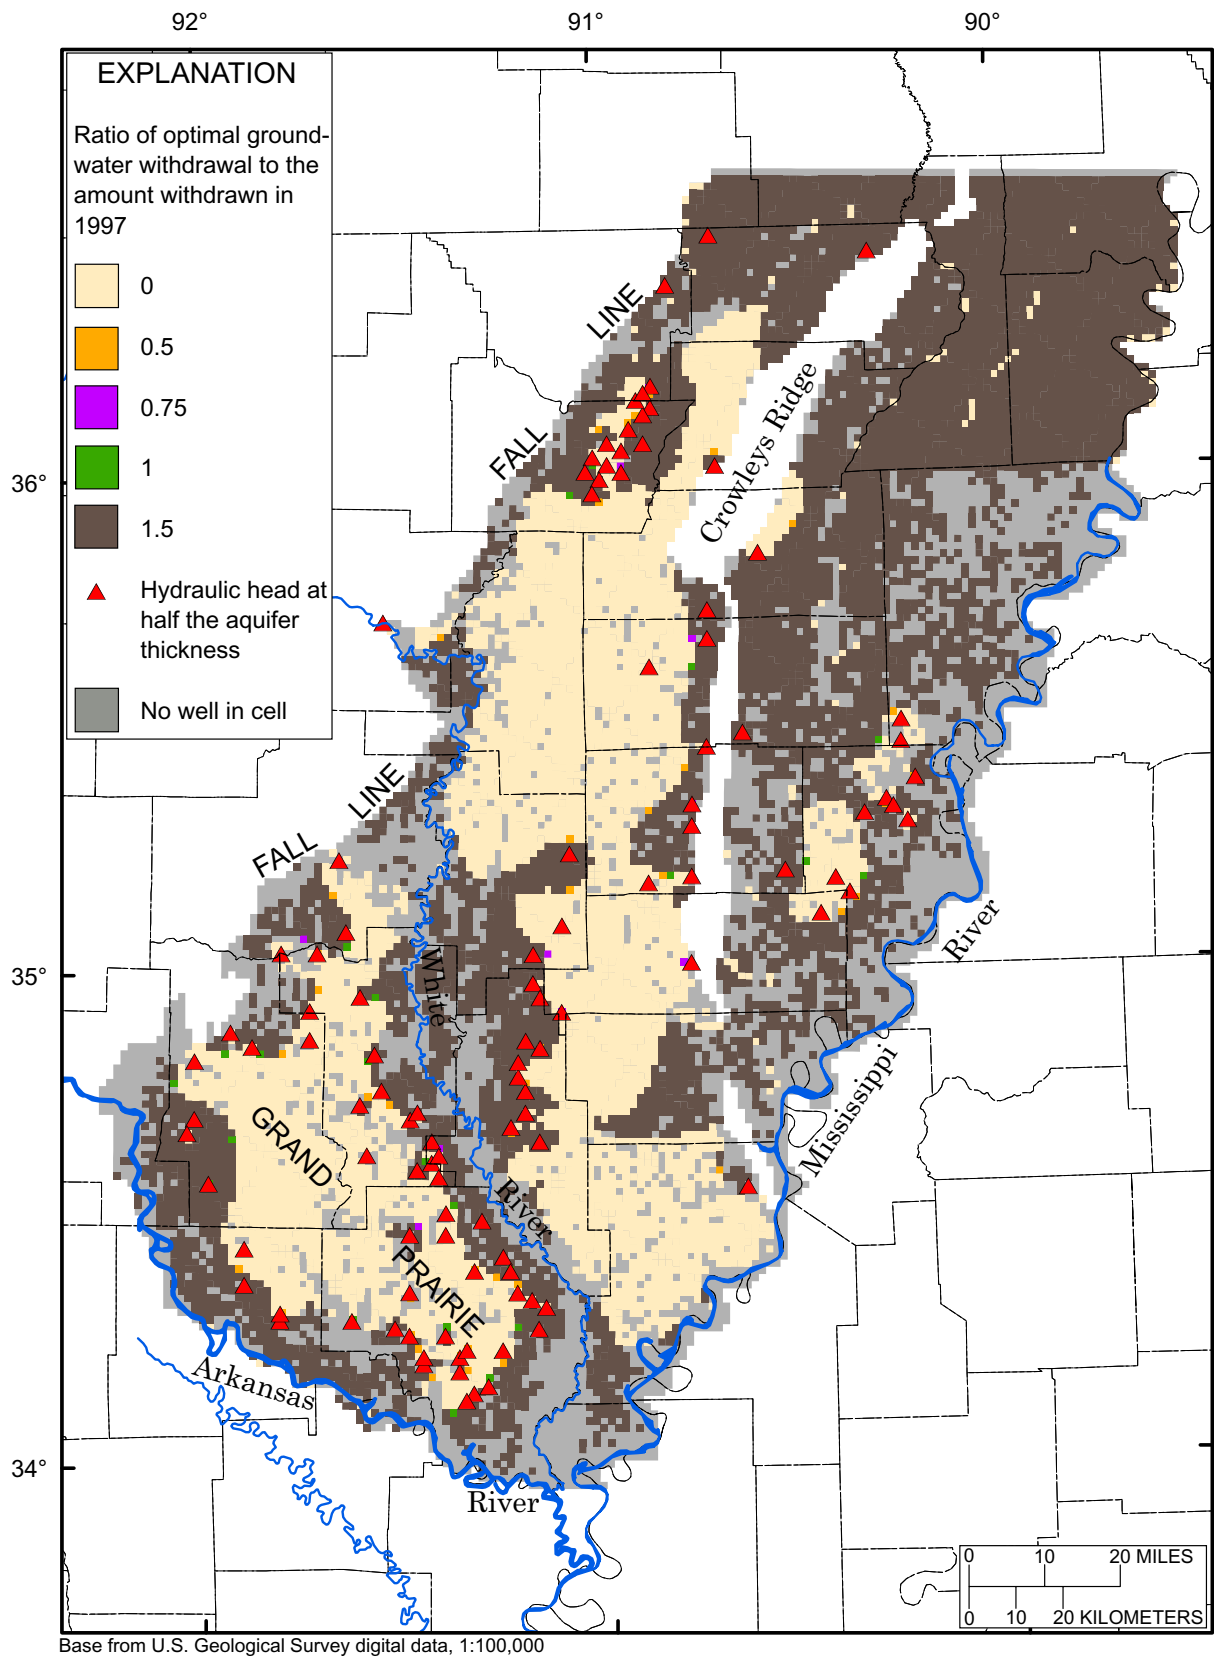 92°
91°
90°
EXPLANATION
Ratio of optimal ground-
water withdrawal to the
amount withdrawn in
1997
0
0.5
0.75
1
1.5
Hydraulic head at
half the aquifer
thickness
No well in cell
36°
35°
34°
FALL
LINE
Crowleys Ridge
FALL
LINE
White
River
GRAND
PRAIRIE
Mississippi
River
Arkansas
River
0 10 20 MILES
0 10 20 KILOMETERS
Base from U.S. Geological Survey digital data, 1:100,000